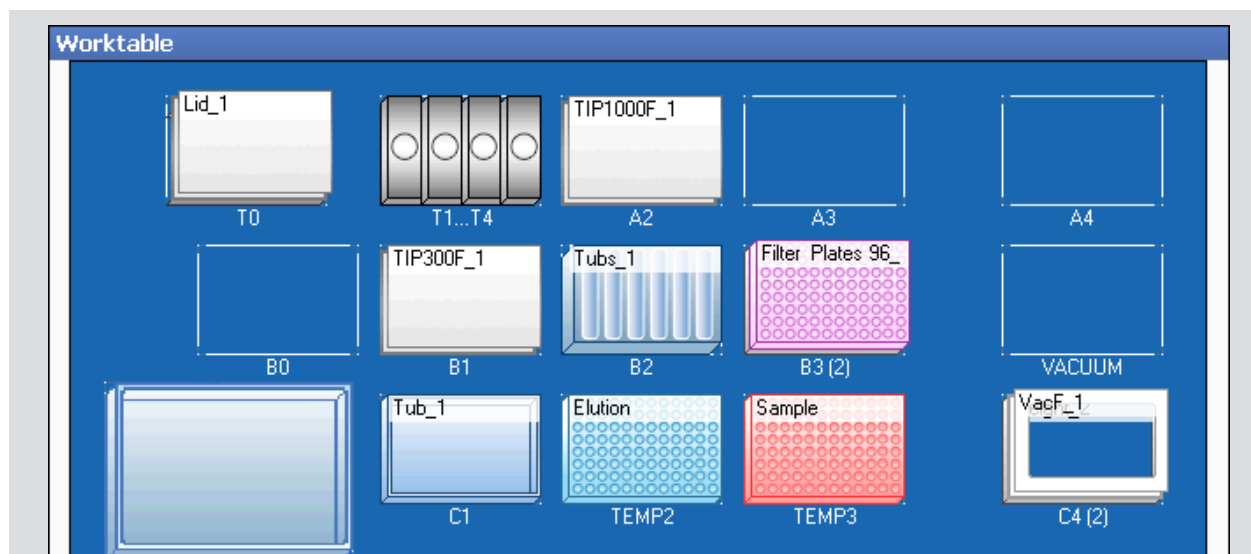 Worktable
Lid_1
TIP1000F_1
T0
T1...T4
A2
A3
A4
TIP300F_1
Tubs_1
Filter Plates 96_
B0
B1
B2
B3 (2)
VACUUM
Tub_1
Elution
Sample
VacF_1
C1
TEMP2
TEMP3
C4 (2)